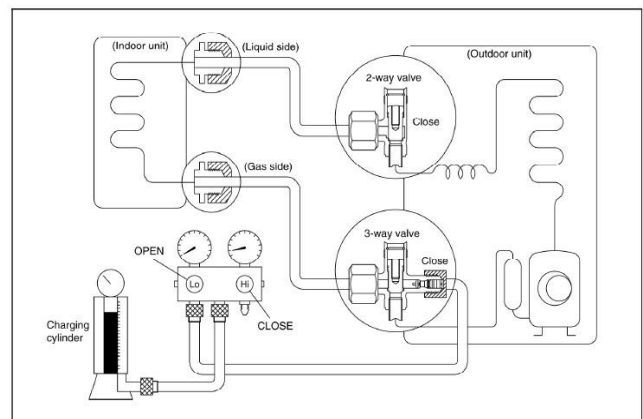 (Indoor unit)
(Liquid side)
(Outdoor unit)
2-way valve
Close
(Gas side)
3-way valve
Close
OPEN
Lo
Hi
CLOSE
Charging
cylinder